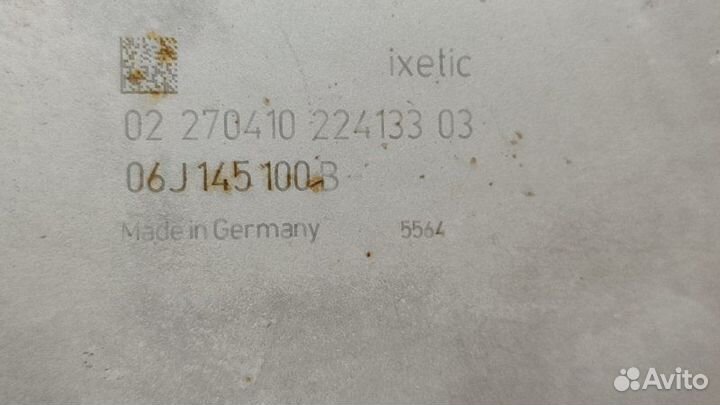 ixetic
02 270410 224133 03
06J 145 100 B
Made in Germany 5564
Avito